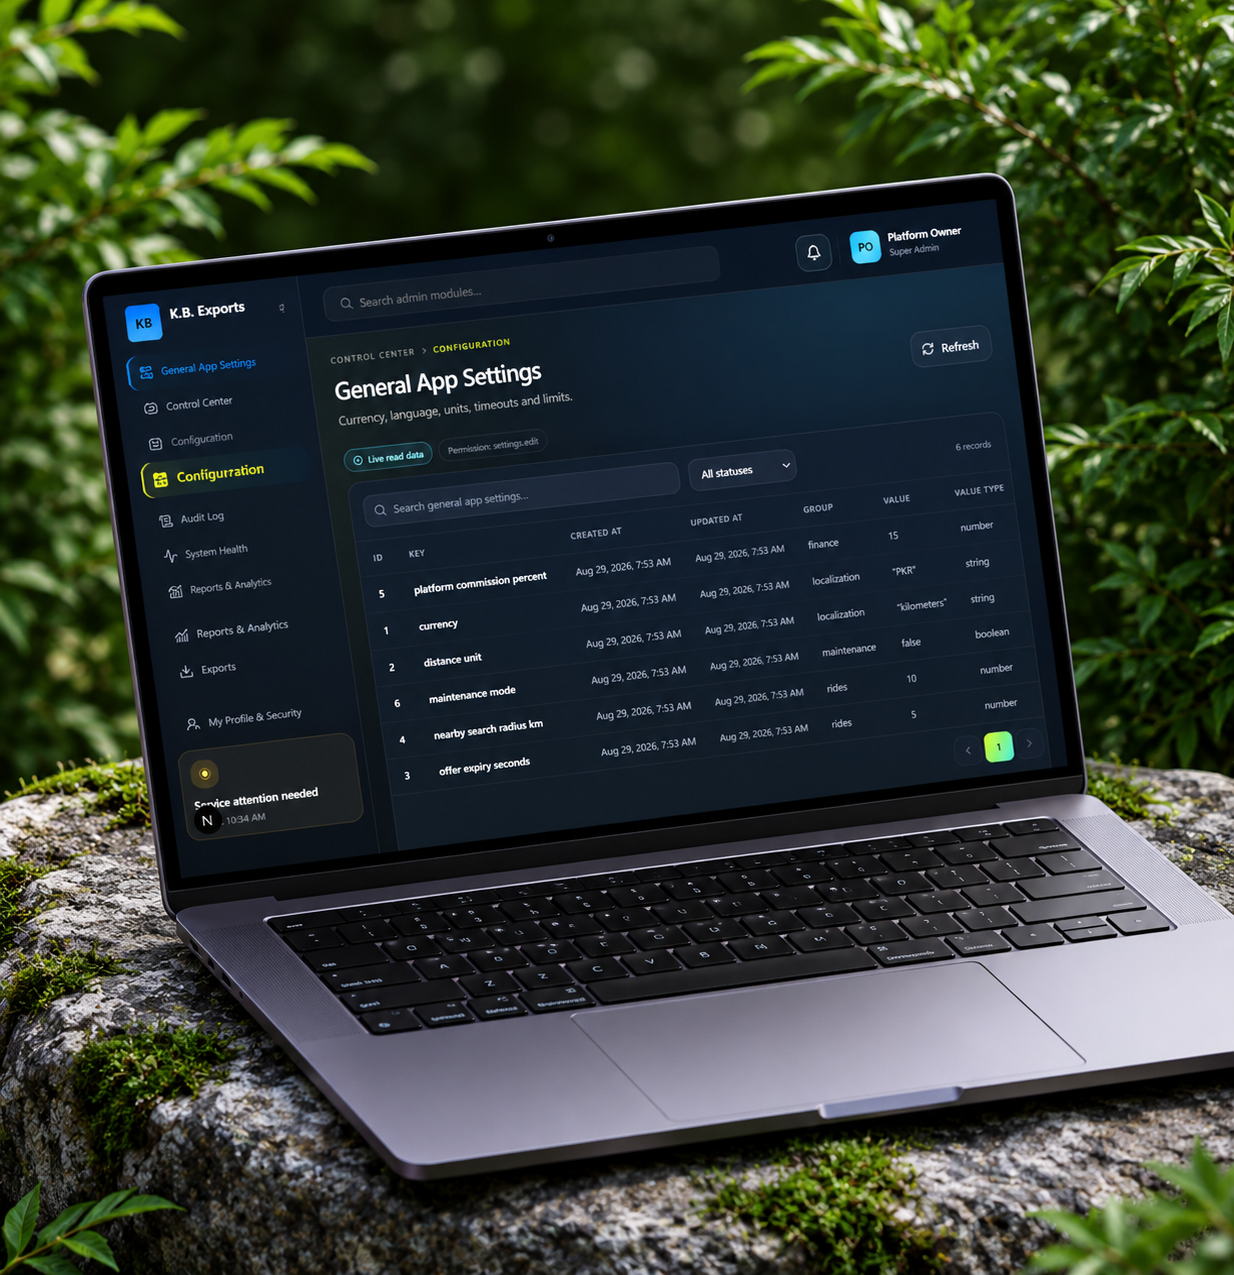 KB
K.B. Exports
Search admin modules...
PO
Platform Owner
Super Admin
General App Settings
Control Center
Configuration
Configuration
Audit Log
System Health
Reports & Analytics
Reports & Analytics
Exports
My Profile & Security
Service attention needed
N
10:34 AM
CONTROL CENTER > CONFIGURATION
General App Settings
Currency, language, units, timeouts and limits.
Refresh
Live read data
Permission: settings.edit
Search general app settings...
All statuses
6 records
ID KEY CREATED AT UPDATED AT GROUP VALUE VALUE TYPE
5 platform commission percent Aug 29, 2026, 7:53 AM Aug 29, 2026, 7:53 AM finance 15 number
1 currency Aug 29, 2026, 7:53 AM Aug 29, 2026, 7:53 AM localization "PKR" string
2 distance unit Aug 29, 2026, 7:53 AM Aug 29, 2026, 7:53 AM localization "kilometers" string
6 maintenance mode Aug 29, 2026, 7:53 AM Aug 29, 2026, 7:53 AM maintenance false boolean
4 nearby search radius km Aug 29, 2026, 7:53 AM Aug 29, 2026, 7:53 AM rides 10 number
3 offer expiry seconds Aug 29, 2026, 7:53 AM Aug 29, 2026, 7:53 AM rides 5 number
1